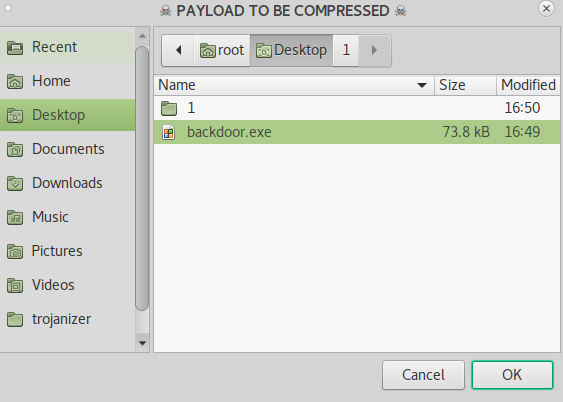 ☠ PAYLOAD TO BE COMPRESSED ☠
Recent
Home
Desktop
Documents
Downloads
Music
Pictures
Videos
trojanizer
root Desktop 1
Name Size Modified
1 16:50
backdoor.exe 73.8 kB 16:49
Cancel OK